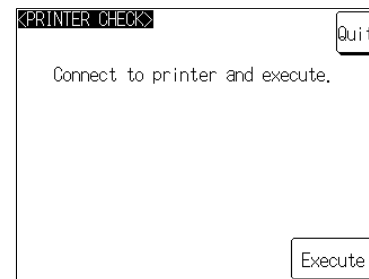 <PRINTER CHECK>
Quit
Connect to printer and execute.
Execute